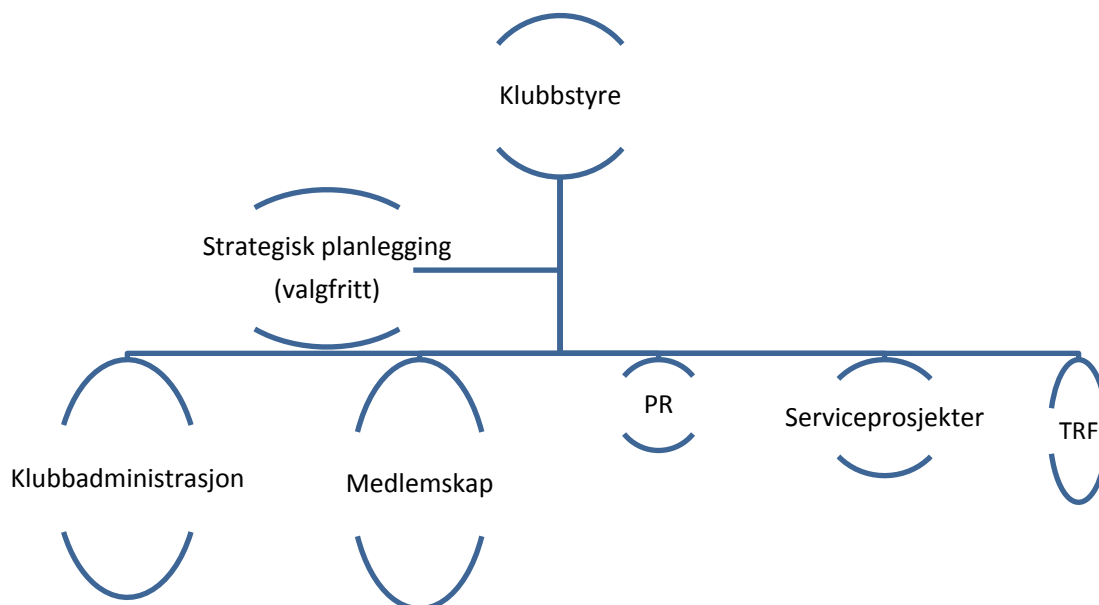 Klubbstyre
Strategisk planlegging
(valgfritt)
Klubbadministrasjon
Medlemskap
PR
Serviceprosjekter
TRF